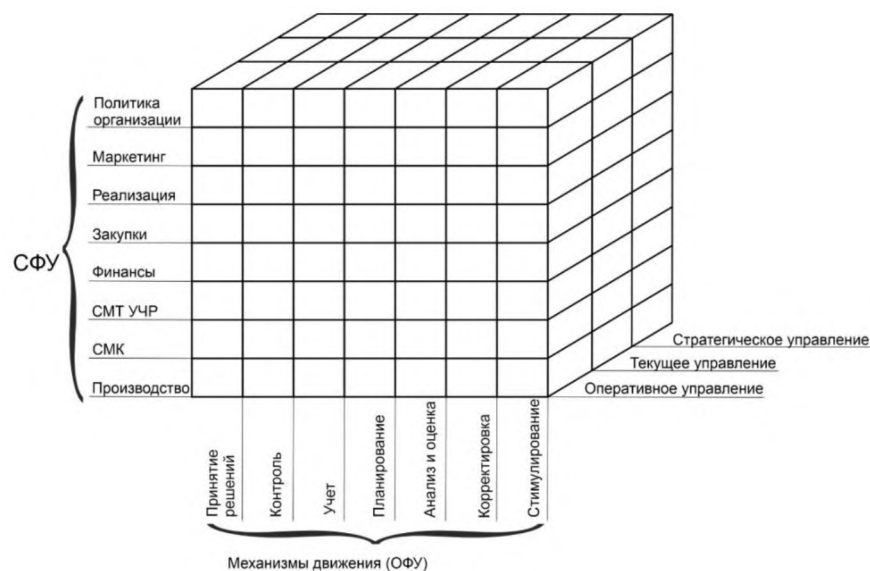 Политика
организации
Маркетинг
Реализация
Закупки
СФУ
Финансы
СМТ УЧР
СМК
Производство
Стратегическое управление
Текущее управление
Оперативное управление
Принятие
решений
Контроль
Учет
Планирование
Анализ и оценка
Корректировка
Стимулирование
Механизмы движения (ОФУ)